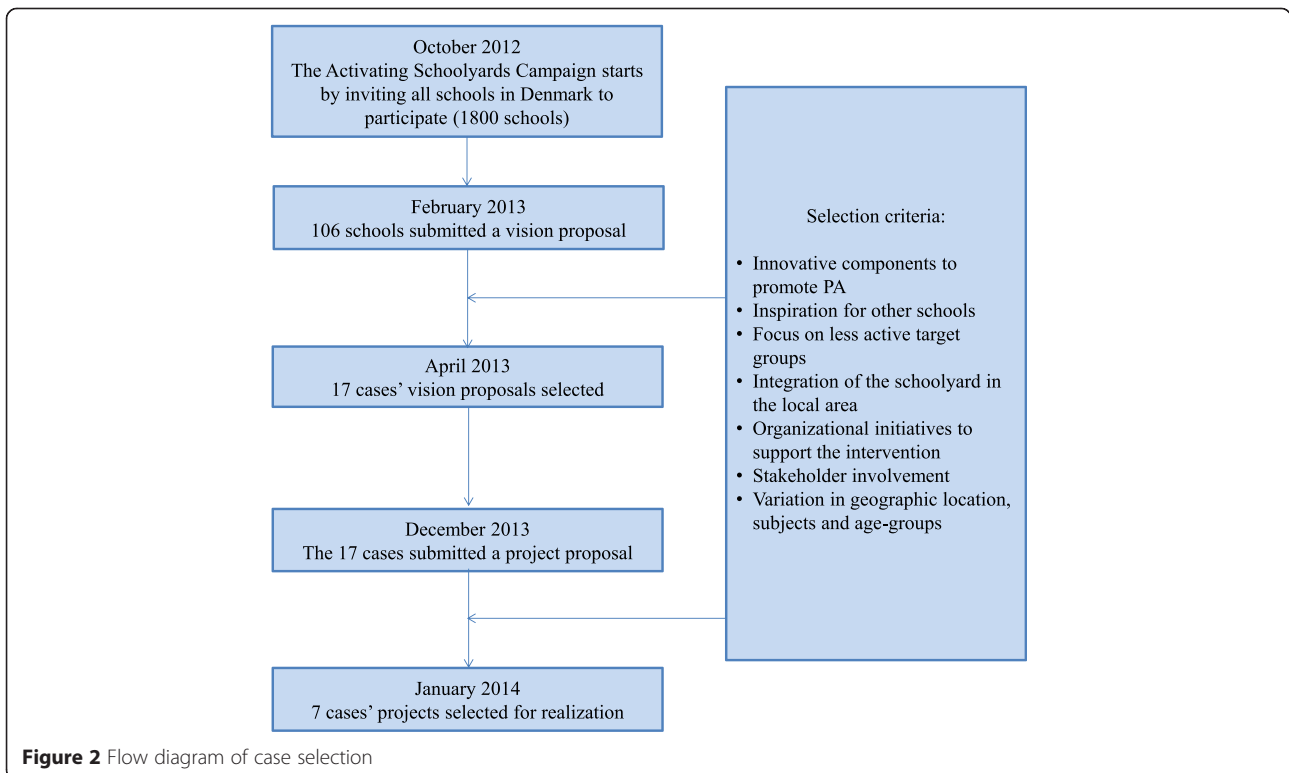 October 2012
The Activating Schoolyards Campaign starts
by inviting all schools in Denmark to
participate (1800 schools)
February 2013
106 schools submitted a vision proposal
April 2013
17 cases' vision proposals selected
December 2013
The 17 cases submitted a project proposal
January 2014
7 cases' projects selected for realization
Selection criteria:
• Innovative components to
promote PA
• Inspiration for other schools
• Focus on less active target
groups
• Integration of the schoolyard in
the local area
• Organizational initiatives to
support the intervention
• Stakeholder involvement
• Variation in geographic location,
subjects and age-groups
Figure 2 Flow diagram of case selection